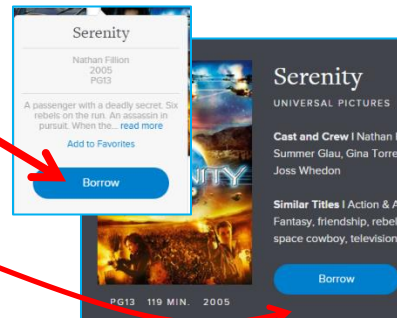 Serenity
Nathan Fillion
2005
PG13
A passenger with a deadly secret. Six
rebels on the run. An assassin in
pursuit. When the... read more
Add to Favorites
Borrow
Serenity
UNIVERSAL PICTURES
Cast and Crew | Nathan
Summer Glau, Gina Torre
Joss Whedon
Similar Titles | Action &
Fantasy, friendship, rebel
space cowboy, television
Borrow
NITY
PG13 119 MIN. 2005